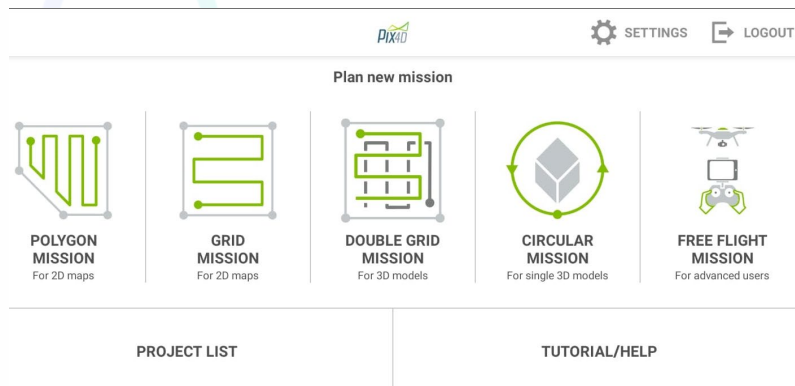 PIX4D
SETTINGS
LOGOUT
Plan new mission
POLYGON
MISSION
For 2D maps
GRID
MISSION
For 2D maps
DOUBLE GRID
MISSION
For 3D models
CIRCULAR
MISSION
For single 3D models
FREE FLIGHT
MISSION
For advanced users
PROJECT LIST
TUTORIAL/HELP